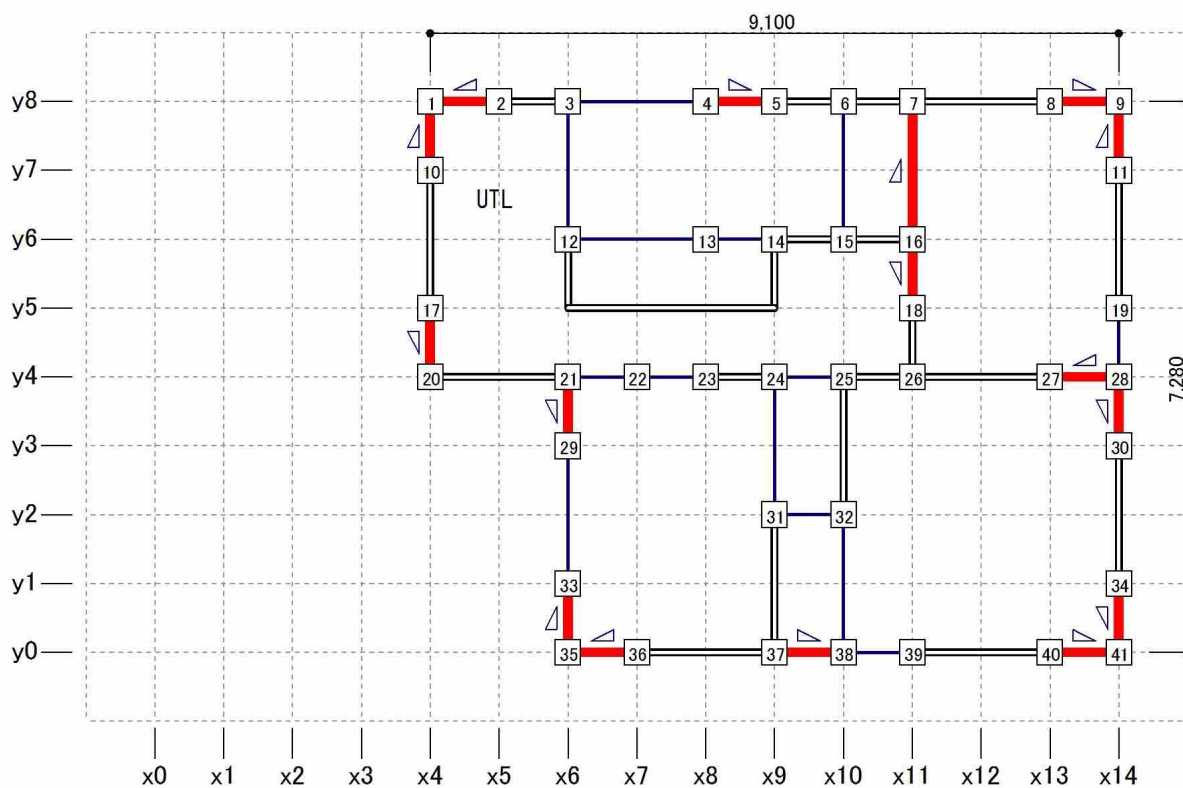 9,100
y8 1 2 3 4 5 6 7 8 9
y7 10 11
UTL
y6 12 13 14 15 16
y5 17 18 19
7,280
y4 20 21 22 23 24 25 26 27 28
y3 29 30
y2 31 32
y1 33 34
y0 35 36 37 38 39 40 41
x0 x1 x2 x3 x4 x5 x6 x7 x8 x9 x10 x11 x12 x13 x14